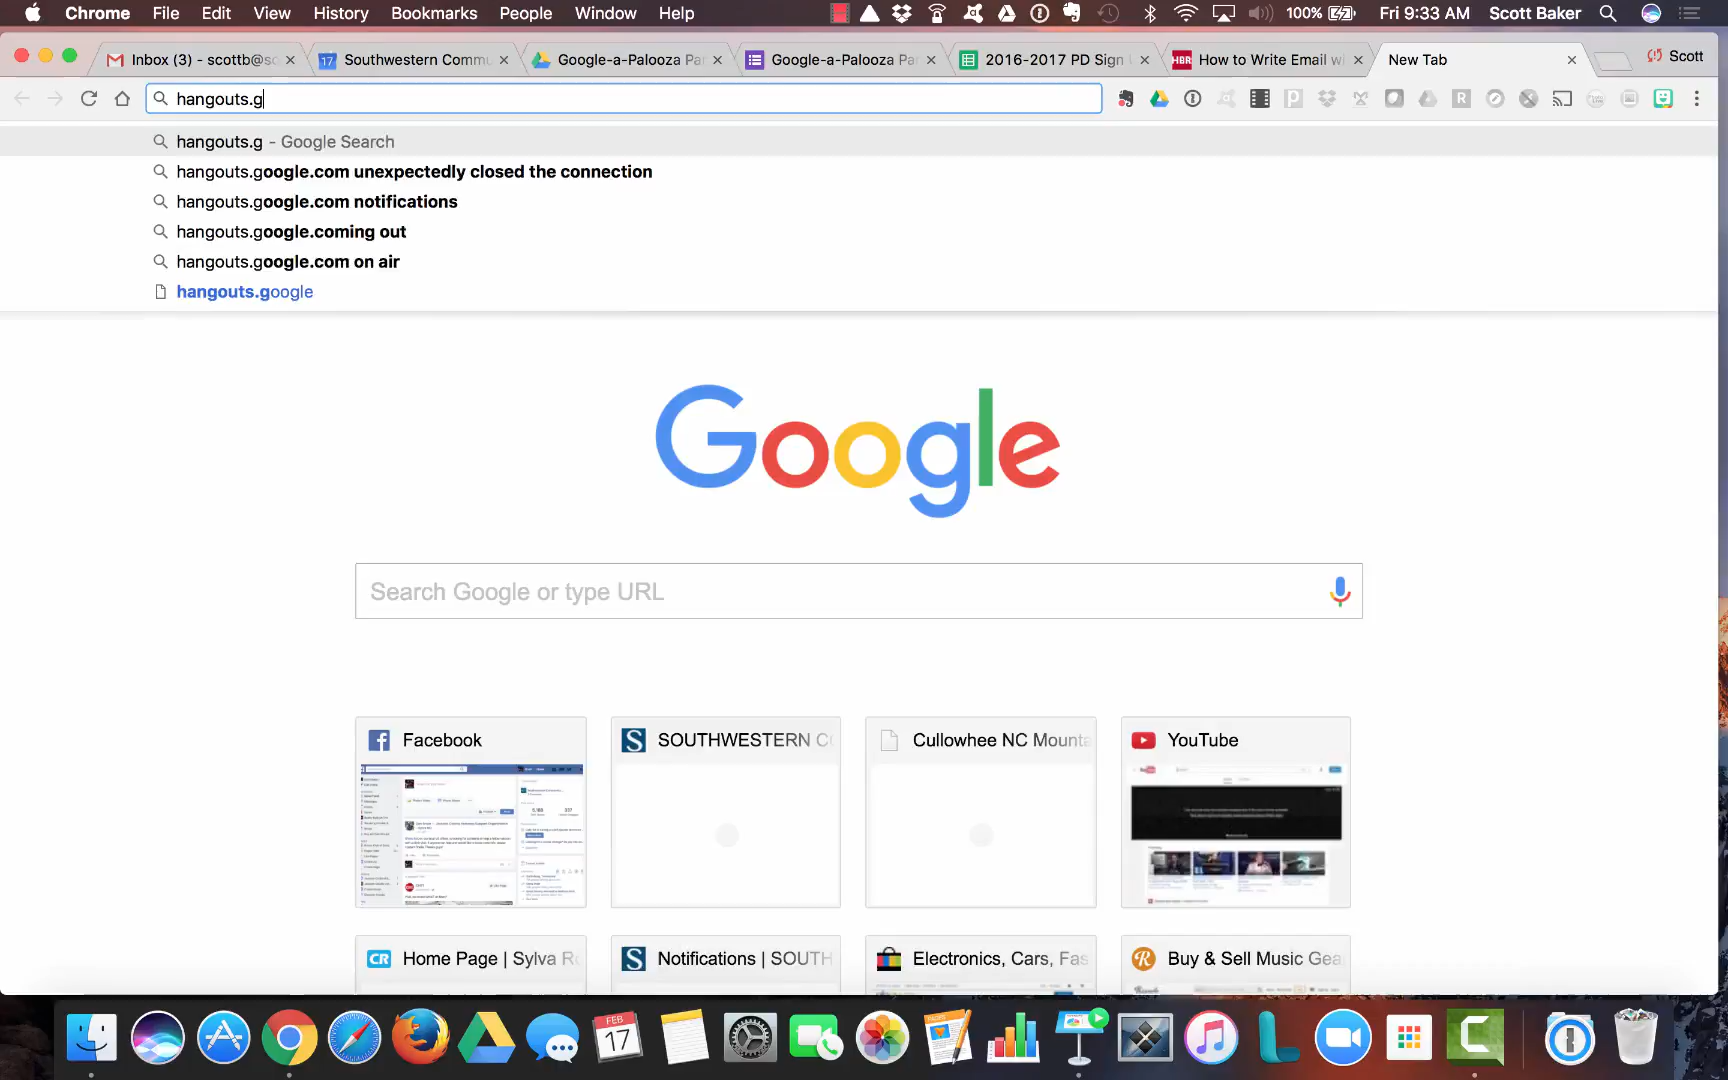 Chrome File Edit View History Bookmarks People Window Help 100% Fri 9:33 AM Scott Baker
Inbox (3) - scottb@s
Southwestern Commu
Google-a-Palooza Pa
Google-a-Palooza Pa
2016-2017 PD Sign
HBR How to Write Email w
New Tab
Scott
hangouts.g
hangouts.g - Google Search
hangouts.google.com unexpectedly closed the connection
hangouts.google.com notifications
hangouts.google.coming out
hangouts.google.com on air
hangouts.google
Google
Search Google or type URL
Facebook
SOUTHWESTERN C
Cullowhee NC Mounta
YouTube
Home Page | Sylva R
Notifications | SOUTH
Electronics, Cars, Fas
Buy & Sell Music Gea
FEB
17